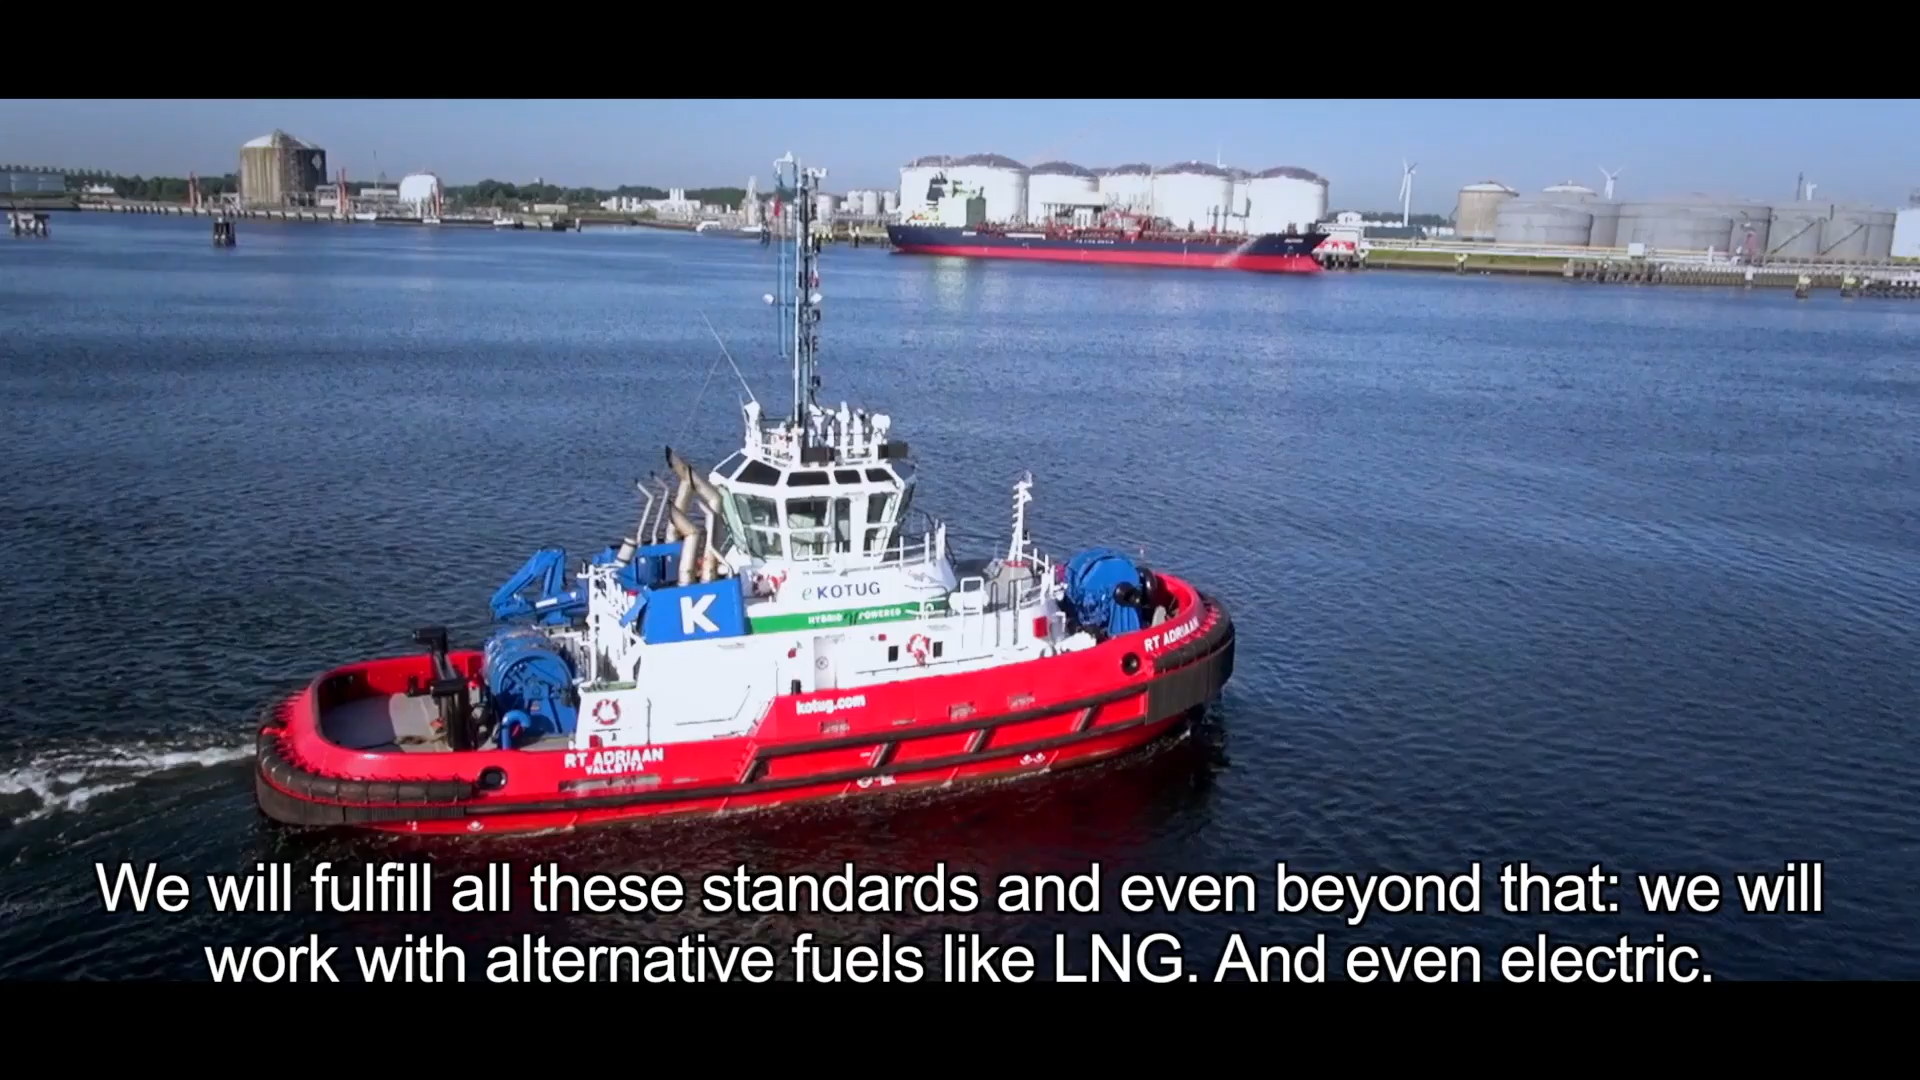 K
eKOTUG
HYBRID POWERED
RT ADRIAAN
kotug.com
RT ADRIAAN
VALLETTA
We will fulfill all these standards and even beyond that: we will
work with alternative fuels like LNG. And even electric.